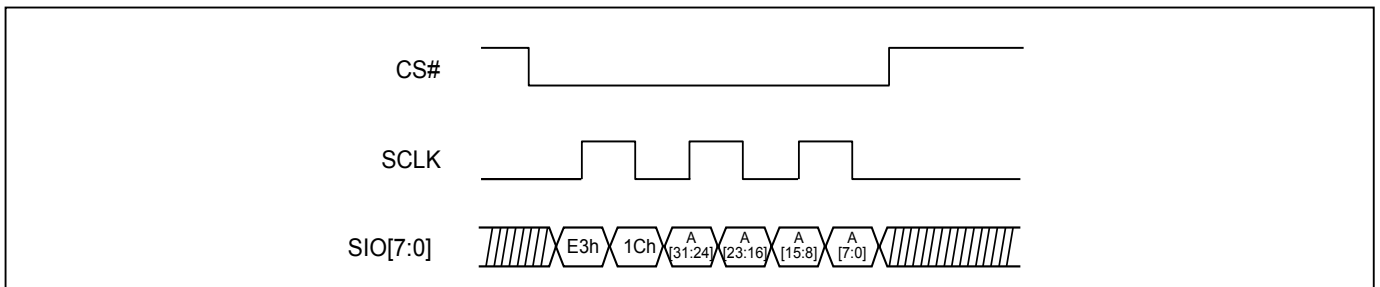 CS#
SCLK
SIO[7:0]
E3h
1Ch
A
[31:24]
A
[23:16]
A
[15:8]
A
[7:0]